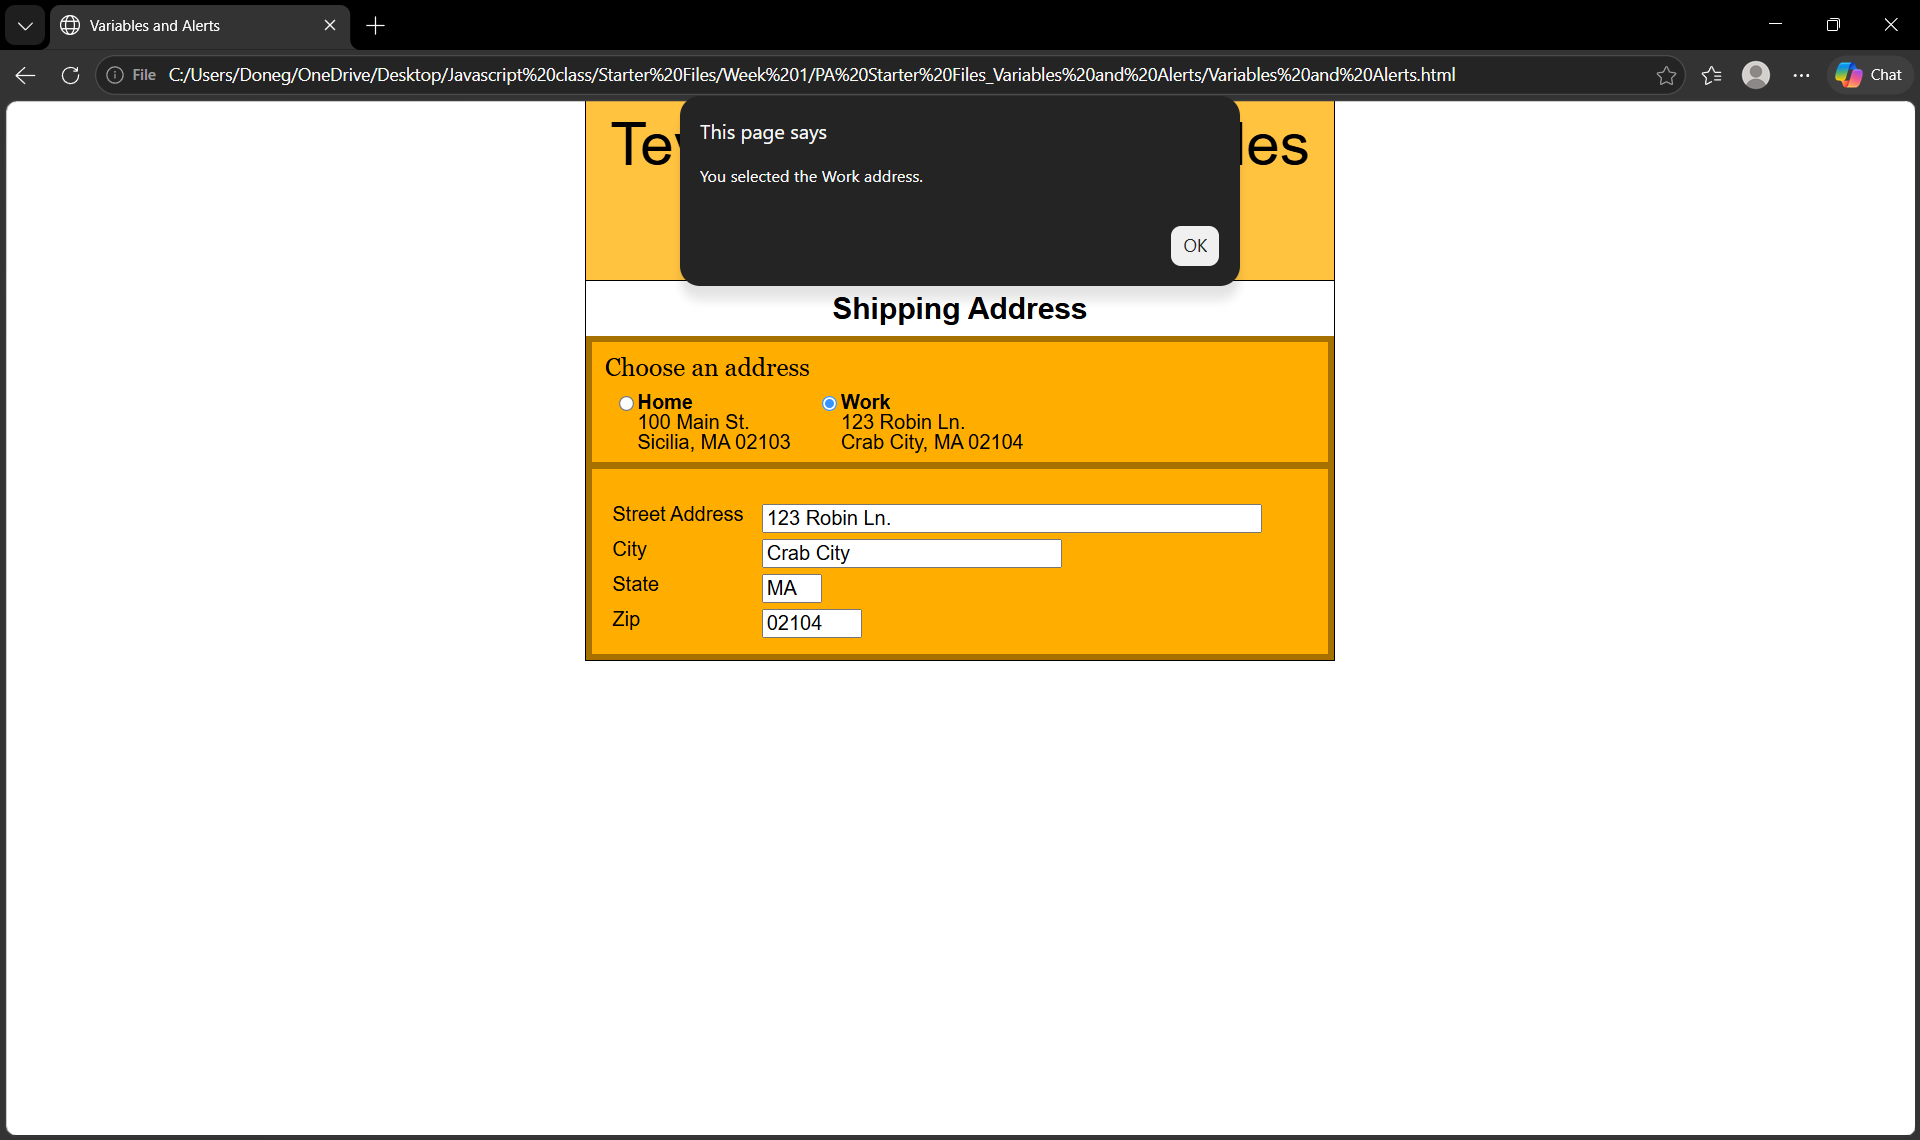 Variables and Alerts
File C:/Users/Doneg/OneDrive/Desktop/Javascript%20class/Starter%20Files/Week%201/PA%20Starter%20Files_Variables%20and%20Alerts/Variables%20and%20Alerts.html
Chat
This page says
You selected the Work address.
OK
Shipping Address
Choose an address
Home
100 Main St.
Sicilia, MA 02103
Work
123 Robin Ln.
Crab City, MA 02104
Street Address 123 Robin Ln.
City Crab City
State MA
Zip 02104